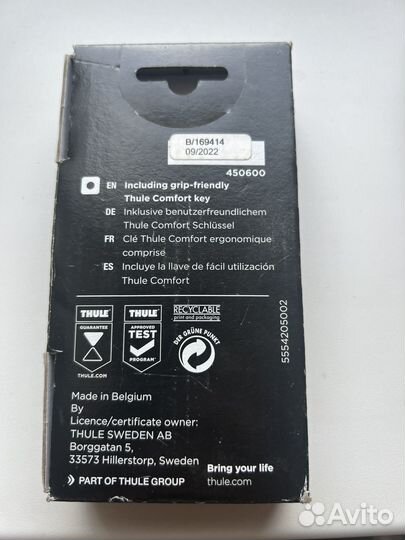 B/169414
09/2022
450600
EN Including grip-friendly
Thule Comfort key
DE Inklusive benutzerfreundlichem
Thule Comfort Schlüssel
FR Clé Thule Comfort ergonomique
comprise
ES Incluye la llave de fácil utilización
Thule Comfort
THULE
GUARANTEE
THULE.COM
THULE
APPROVED
TEST
PROGRAM
RECYCLABLE
print and packaging
DER GRÜNE PUNKT
5554205002
Made in Belgium
By
Licence/certificate owner:
THULE SWEDEN AB
Borggatan 5,
33573 Hillerstorp, Sweden
PART OF THULE GROUP
Bring your life
thule.com
Avito